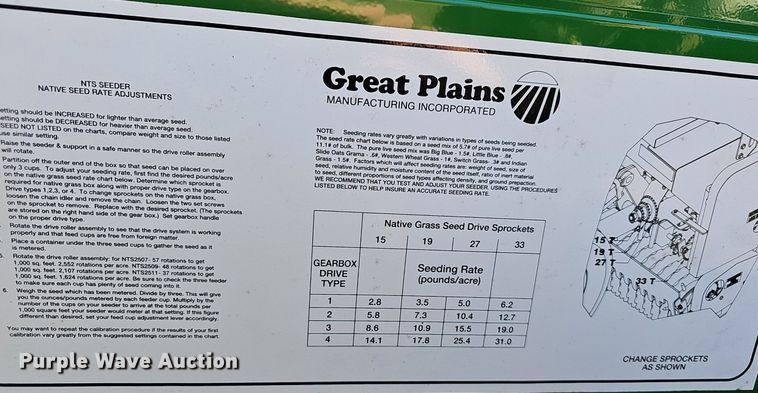 NTS SEEDER
NATIVE SEED RATE ADJUSTMENTS
etting should be INCREASED for lighter than average seed.
etting should be DECREASED for heavier than average seed.
SEED NOT LISTED on the charts, compare weight and size to those listed
use similar setting.
Raise the seeder & support in a safe manner so the drive roller assembly
will rotate.
Partition off the outer end of the box so that seed can be placed on over
only 3 cups. To adjust your seeding rate, first find the desired pounds/acre
on the native grass seed rate chart below. Determine which sprocket is
required for native grass box along with proper drive type on the gearbox.
Drive types 1,2,3, or 4. To change sprockets on the native grass box,
loosen the chain idler and remove the chain. Loosen the two set screws
on the sprocket to remove. Replace with the desired sprocket. (The sprockets
are stored on the right hand side of the gear box.) Set gearbox handle
on the proper drive type.
Rotate the drive roller assembly to see that the drive system is working
properly and that feed cups are free from foreign matter.
Place a container under the three seed cups to gather the seed as it
is metered.
Rotate the drive roller assembly: for NTS2507- 57 rotations to get
1,000 sq. feet. 2,552 rotations per acre. NTS2509- 48 rotations to get
1,000 sq. feet. 2,107 rotations per acre. NTS2511- 37 rotations to get
1,000 sq. feet. 1,624 rotations per acre. Be sure to check the three feeder
to make sure each cup has plenty of seed coming into it.
6. Weigh the seed which has been metered. Divide by three. This will give
you the ounces/pounds metered by each feeder cup. Multiply by the
number of the cups on your seeder to arrive at the total pounds per
1,000 square feet your seeder would meter at that setting. If this figure
different than desired, set your feed cup adjustment lever accordingly.
You may want to repeat the calibration procedure if the results of your first
calibration vary greatly from the suggested settings contained in the chart.
Great Plains
MANUFACTURING INCORPORATED
NOTE: Seeding rates vary greatly with variations in types of seeds being seeded.
The seed rate chart below is based on a seed mix of 5.7# of pure live seed per
11.1# of bulk. The pure live seed mix was Big Blue - 1.5#, Little Blue - .8#,
Slide Oats Grama - .6#, Western Wheat Grass - 1#, Switch Grass- .3# and Indian
Grass - 1.5#. Factors which will affect seeding rates are: weight of seed, size of
seed, relative humidity and moisture content of the seed itself, ratio of inert material
to seed, different proportions of seed types affecting density, and ground preparation.
WE RECOMMEND THAT YOU TEST AND ADJUST YOUR SEEDER, USING THE PROCEDURES
LISTED BELOW TO HELP INSURE AN ACCURATE SEEDING RATE.
Native Grass Seed Drive Sprockets
15 19 27 33
GEARBOX
DRIVE
TYPE
Seeding Rate
(pounds/acre)
1 2.8 3.5 5.0 6.2
2 5.8 7.3 10.4 12.7
3 8.6 10.9 15.5 19.0
4 14.1 17.8 25.4 31.0
15 T
19 T
27 T
33 T
CHANGE SPROCKETS
AS SHOWN
Purple Wave Auction